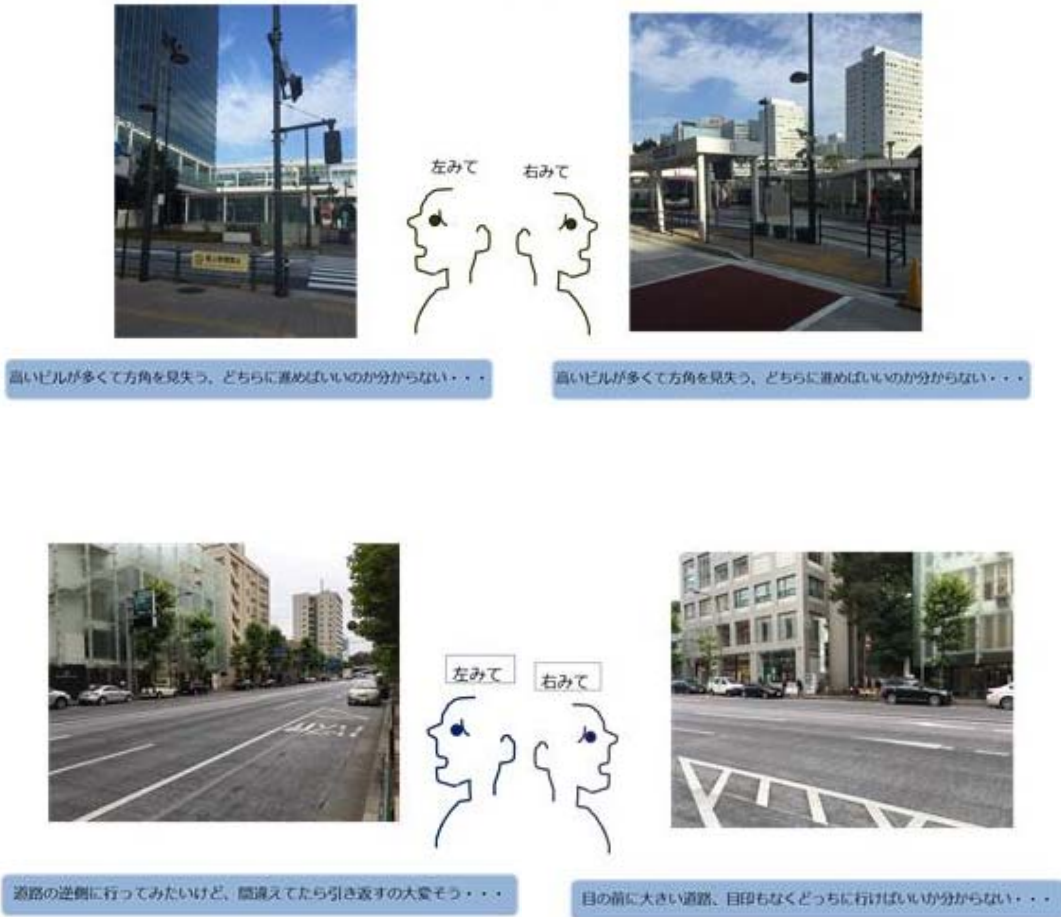 左みて
右みて
高いビルが多くて方角を見失う、どちらに進めばいいのか分からない・・・
高いビルが多くて方角を見失う、どちらに進めばいいのか分からない・・・
左みて
右みて
道路の逆側に行ってみたいけど、間違えてたら引き返すの大変そう・・・
目の前に大きい道路、目印もなくどっちに行けばいいか分からない・・・